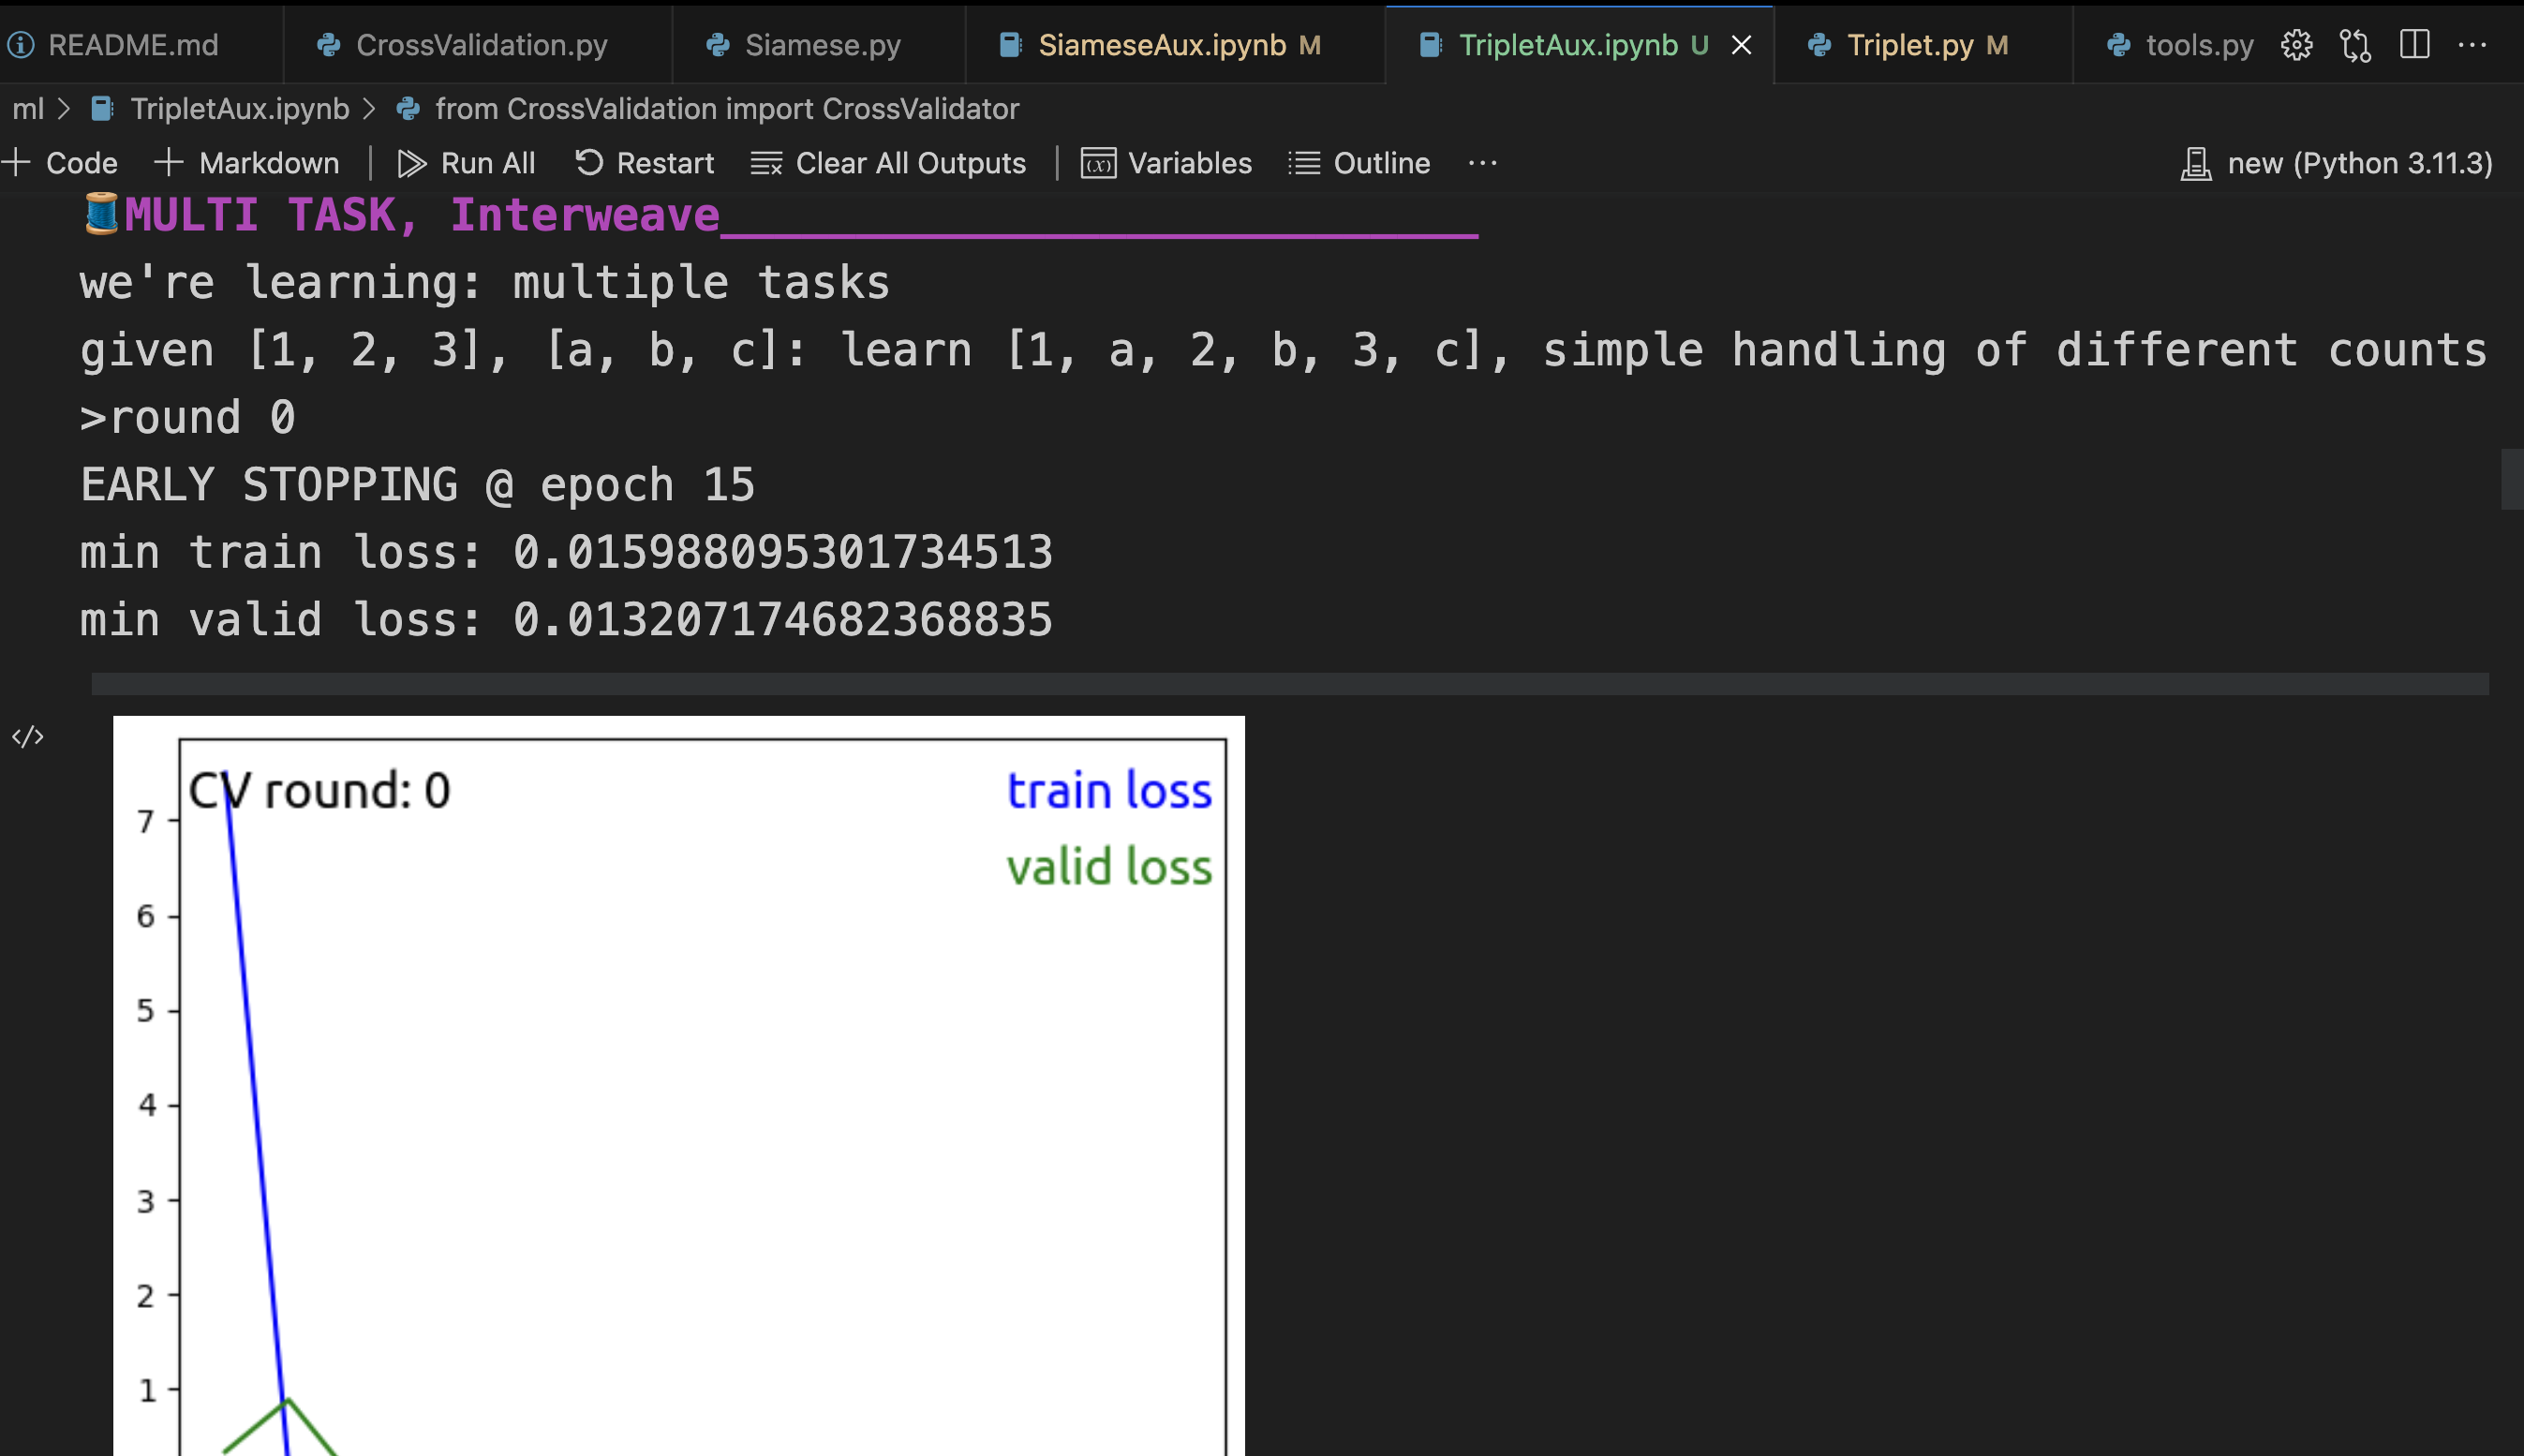 README.md CrossValidation.py Siamese.py SiameseAux.ipynb M TripletAux.ipynb U Triplet.py M tools.py
ml > TripletAux.ipynb > from CrossValidation import CrossValidator
+ Code + Markdown | Run All Restart Clear All Outputs | Variables Outline ... new (Python 3.11.3)
🧵MULTI TASK, Interweave____________________________
we're learning: multiple tasks
given [1, 2, 3], [a, b, c]: learn [1, a, 2, b, 3, c], simple handling of different counts
>round 0
EARLY STOPPING @ epoch 15
min train loss: 0.015988095301734513
min valid loss: 0.013207174682368835
CV round: 0
train loss
valid loss
7
6
5
4
3
2
1